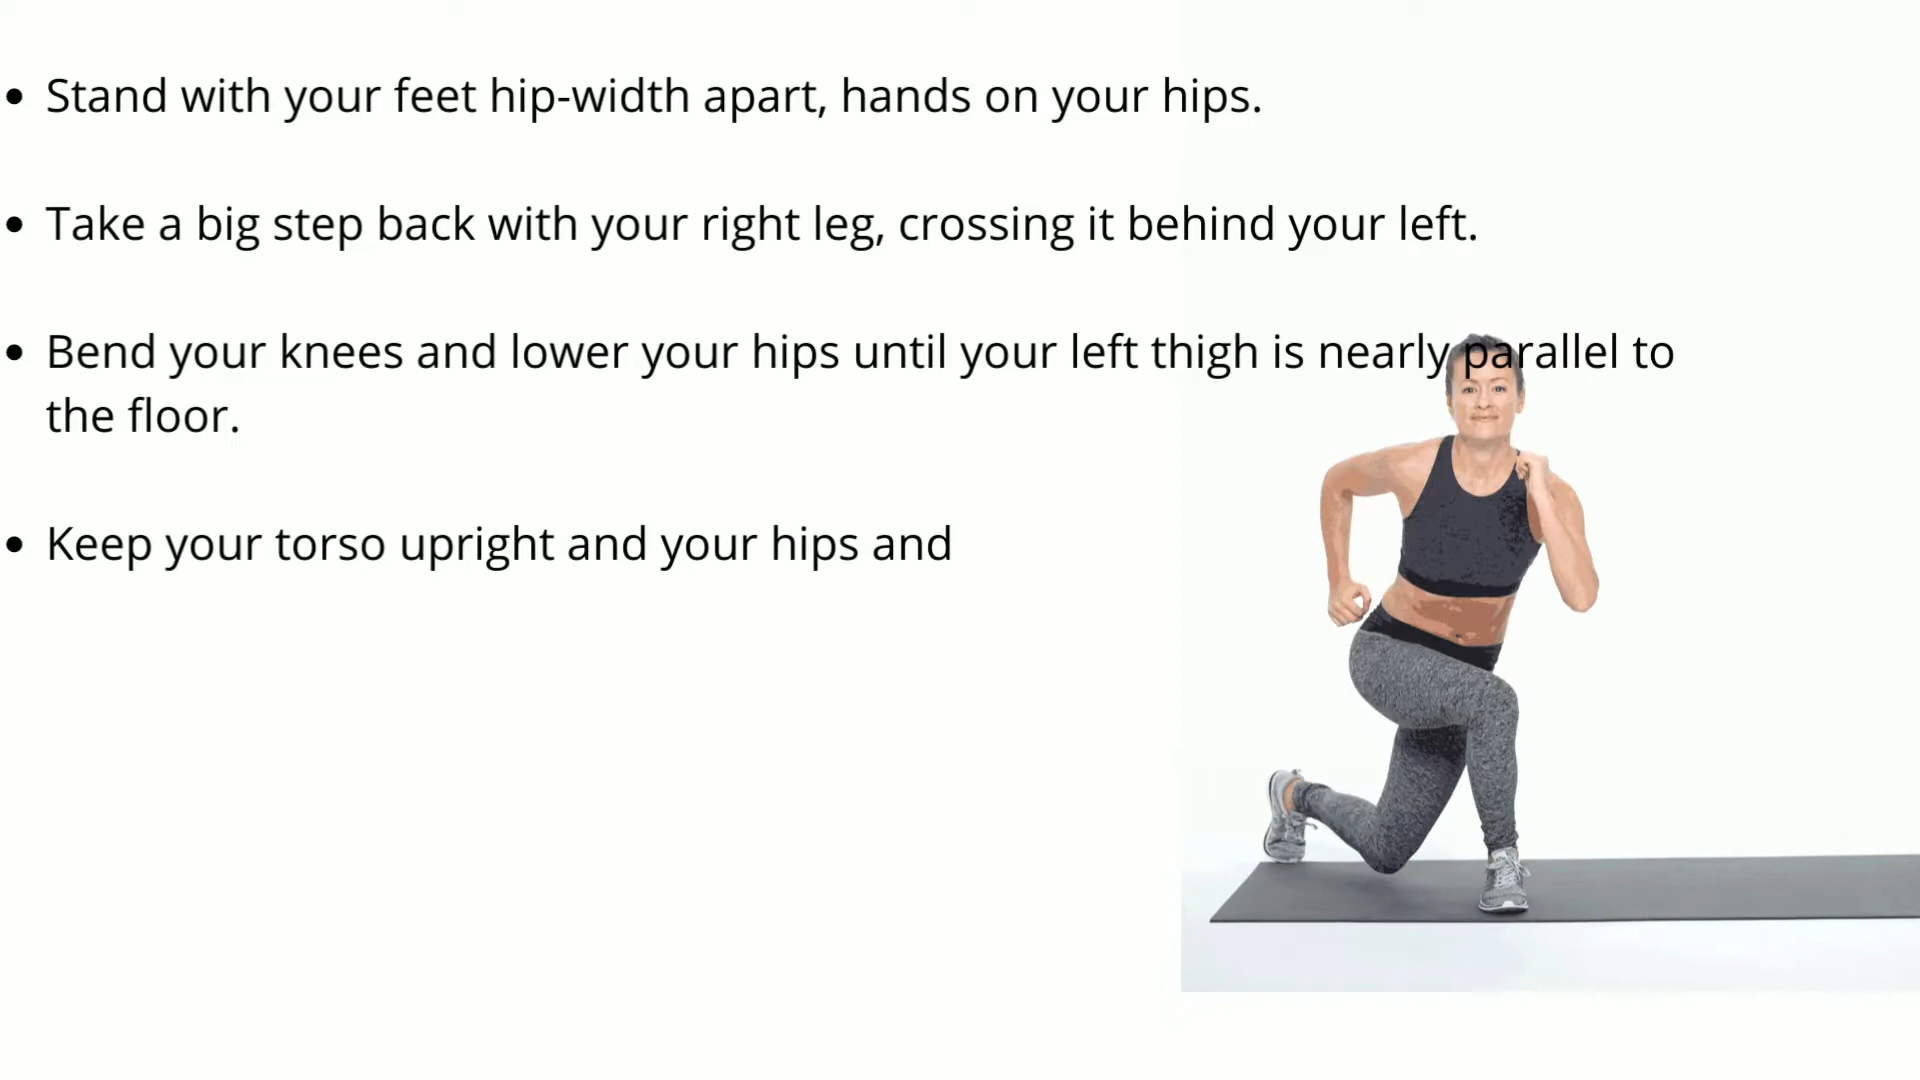 • Stand with your feet hip-width apart, hands on your hips.
• Take a big step back with your right leg, crossing it behind your left.
• Bend your knees and lower your hips until your left thigh is nearly parallel to
the floor.
• Keep your torso upright and your hips and